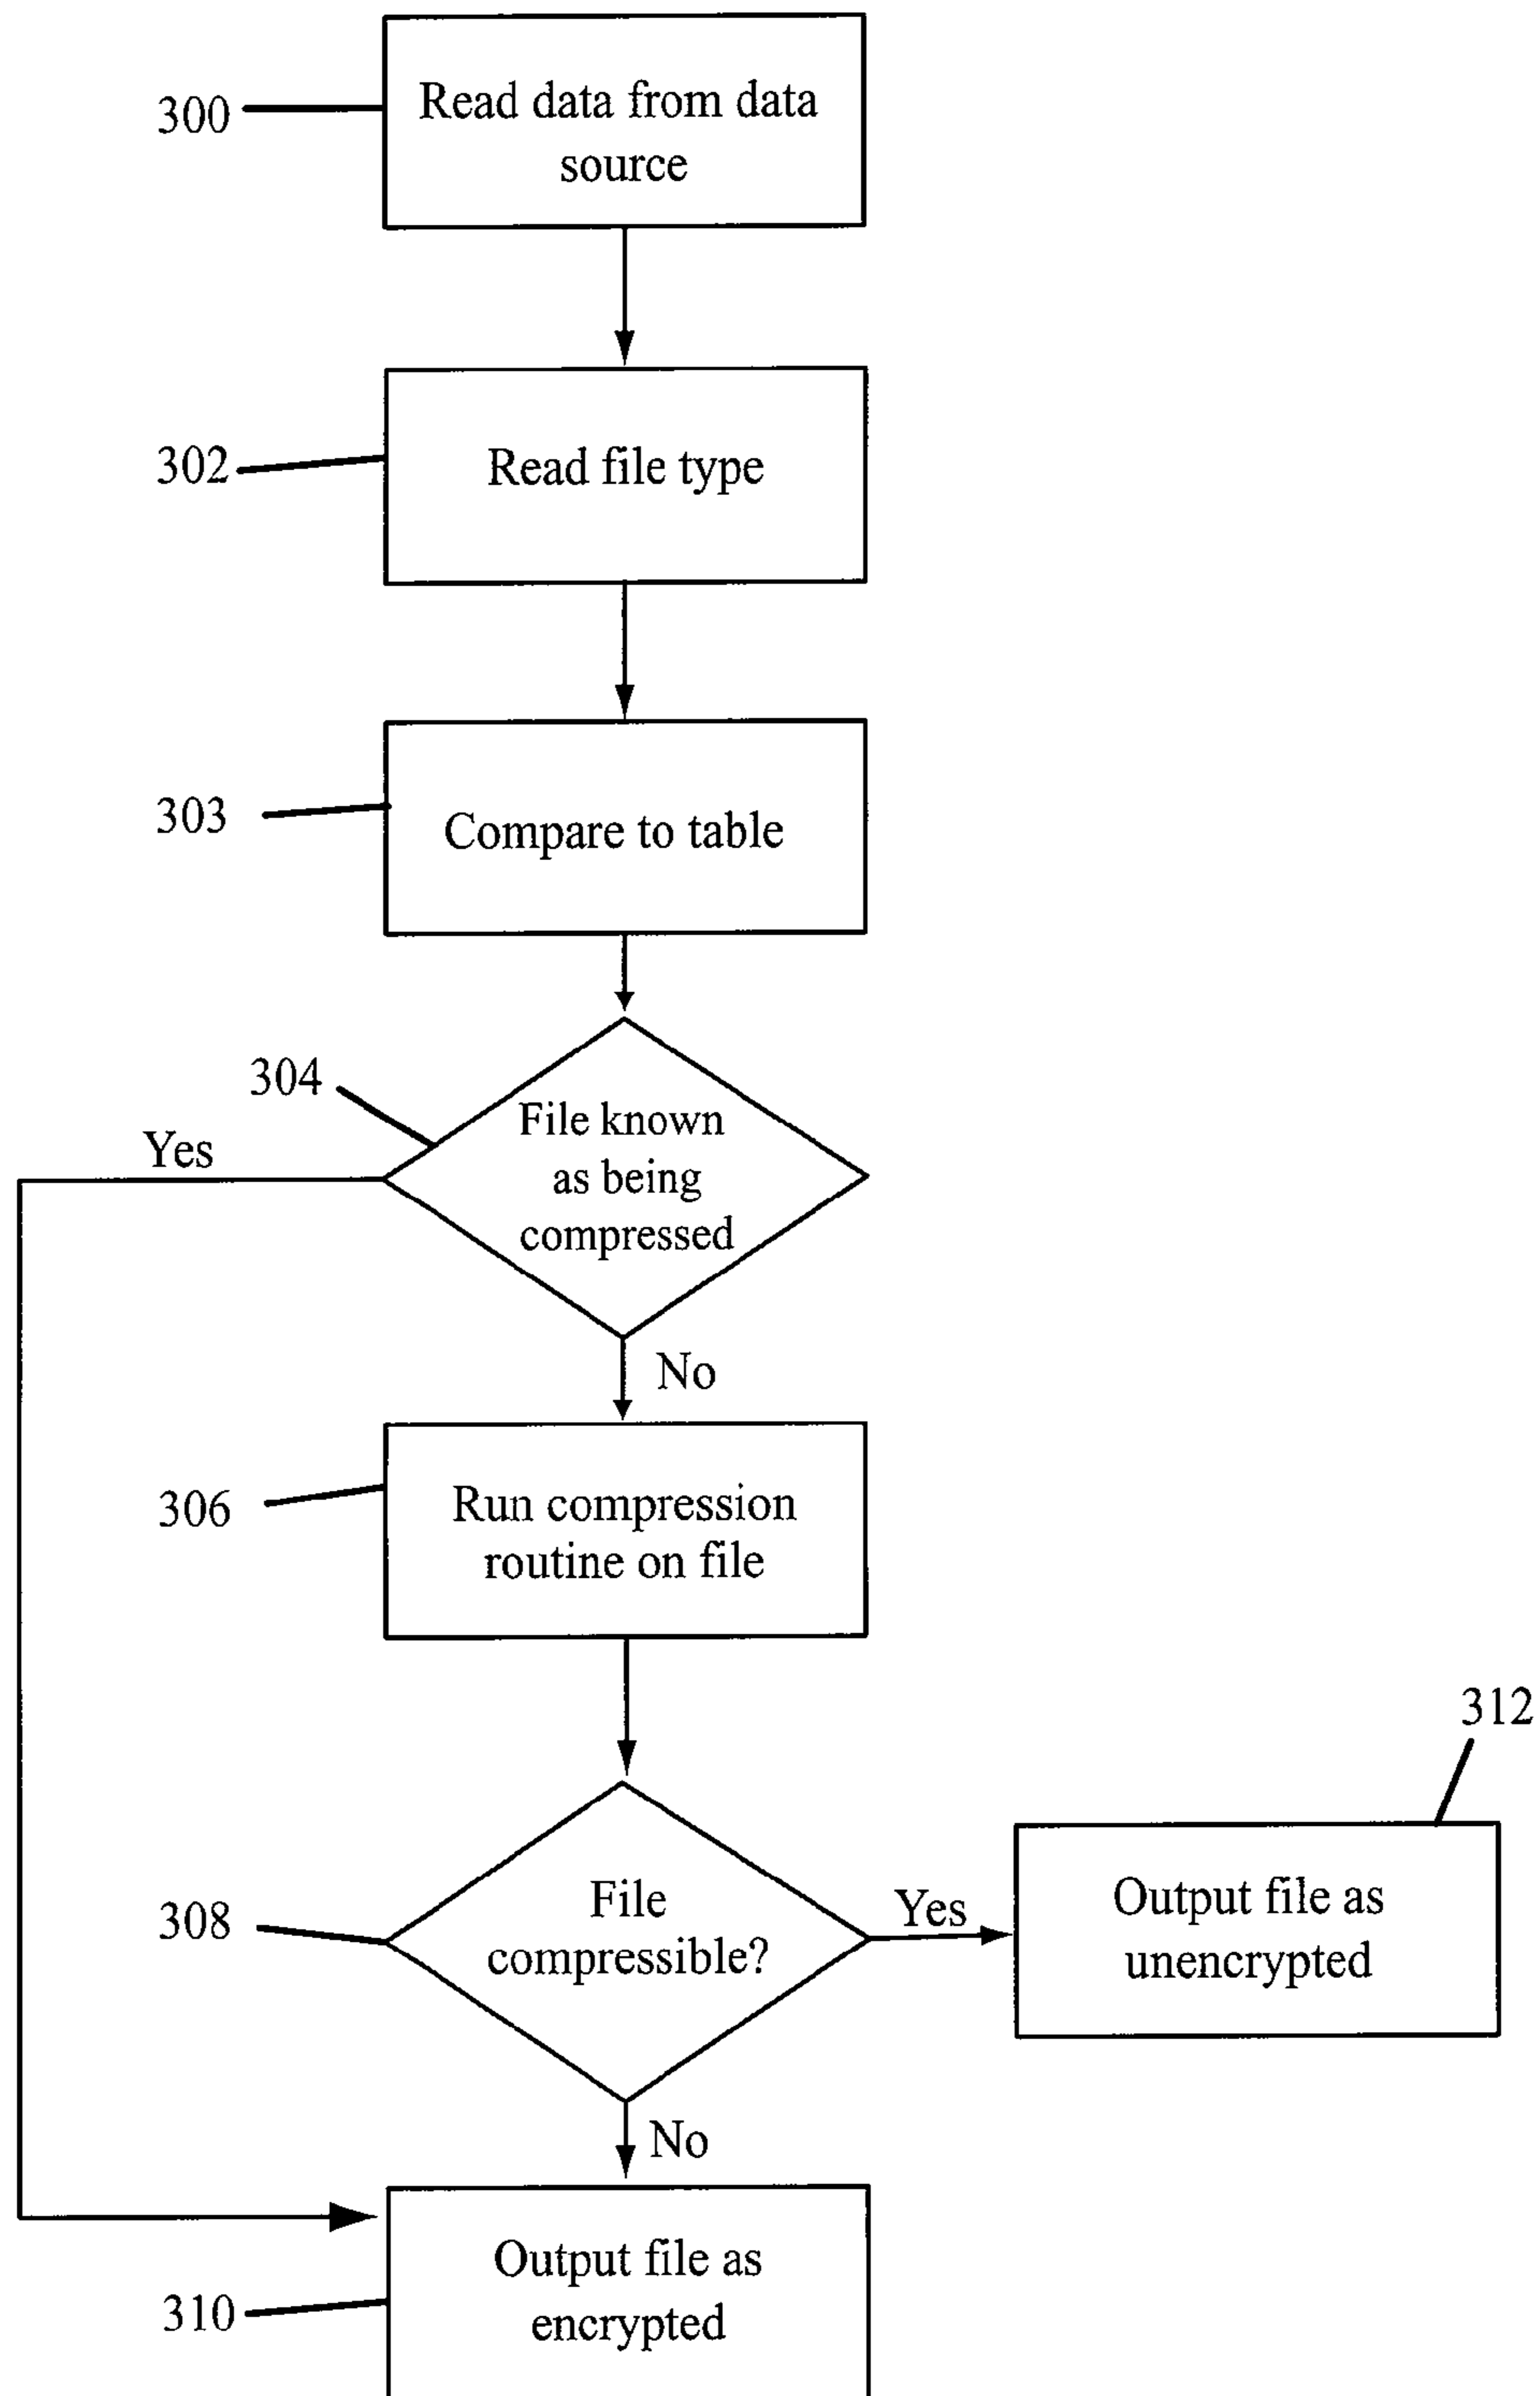 300
Read data from data
source
302
Read file type
303
Compare to table
304
File known
as being
compressed
Yes
No
306
Run compression
routine on file
312
308
File
compressible?
Yes
Output file as
unencrypted
No
310
Output file as
encrypted